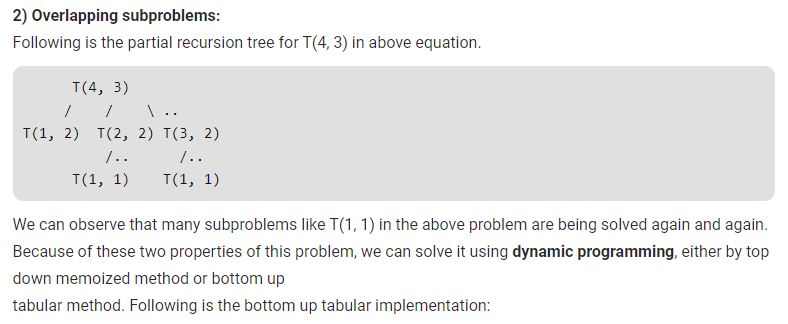 2) Overlapping subproblems:
Following is the partial recursion tree for T(4, 3) in above equation.
T(4, 3)
/ / \ ..
T(1, 2) T(2, 2) T(3, 2)
/.. /..
T(1, 1) T(1, 1)
We can observe that many subproblems like T(1, 1) in the above problem are being solved again and again.
Because of these two properties of this problem, we can solve it using dynamic programming, either by top
down memoized method or bottom up
tabular method. Following is the bottom up tabular implementation: